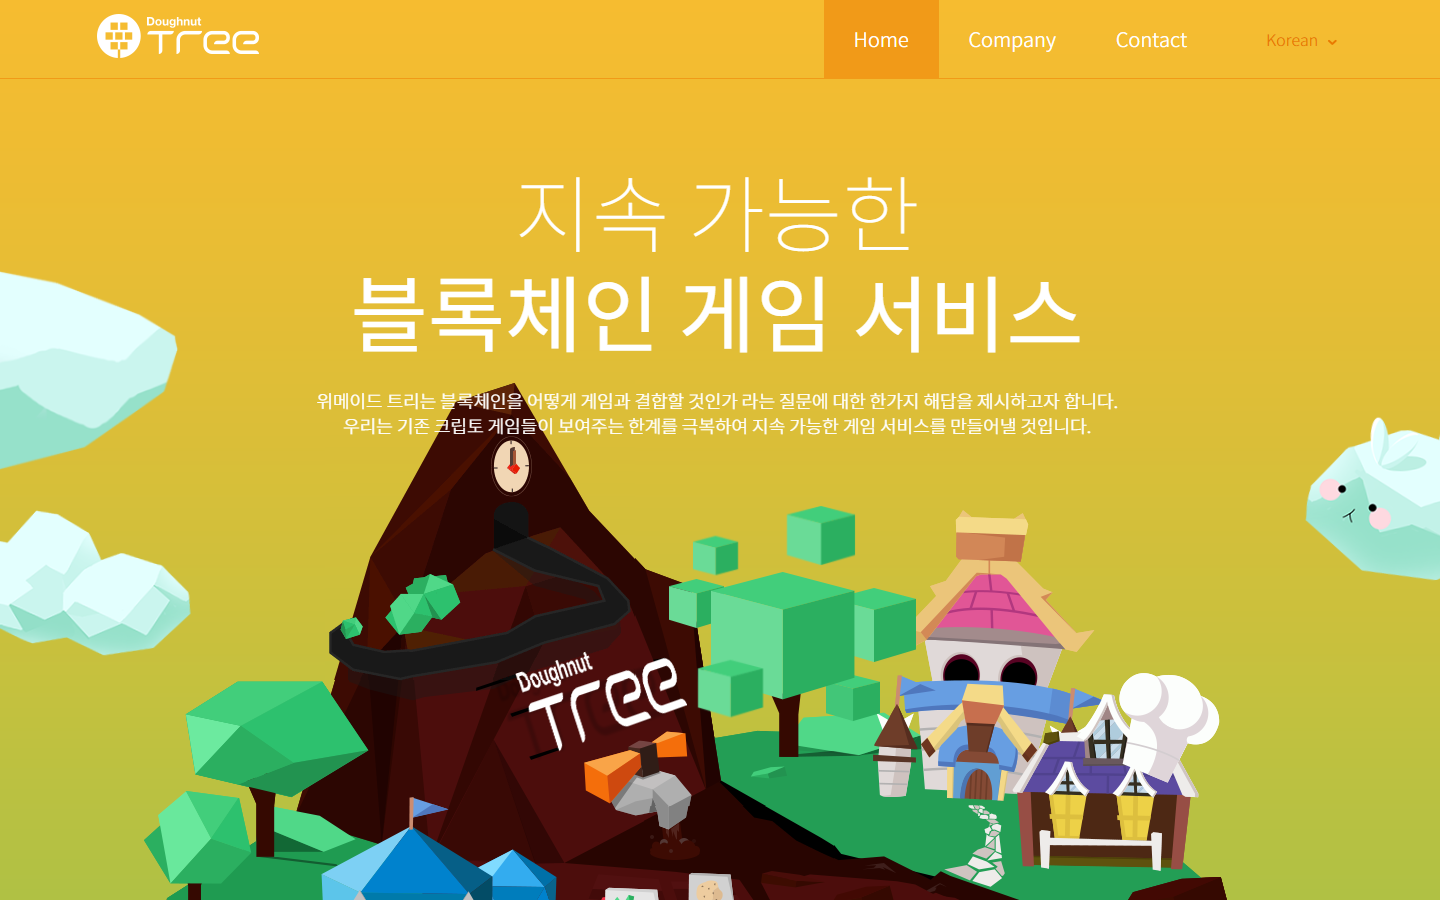 Doughnut
Tree
Home
Company
Contact
Korean
지속 가능한
블록체인 게임 서비스
위메이드 트리는 블록체인을 어떻게 게임과 결합할 것인가 라는 질문에 대한 한가지 해답을 제시하고자 합니다.
우리는 기존 크립토 게임들이 보여주는 한계를 극복하여 지속 가능한 게임 서비스를 만들어낼 것입니다.
Doughnut
Tree